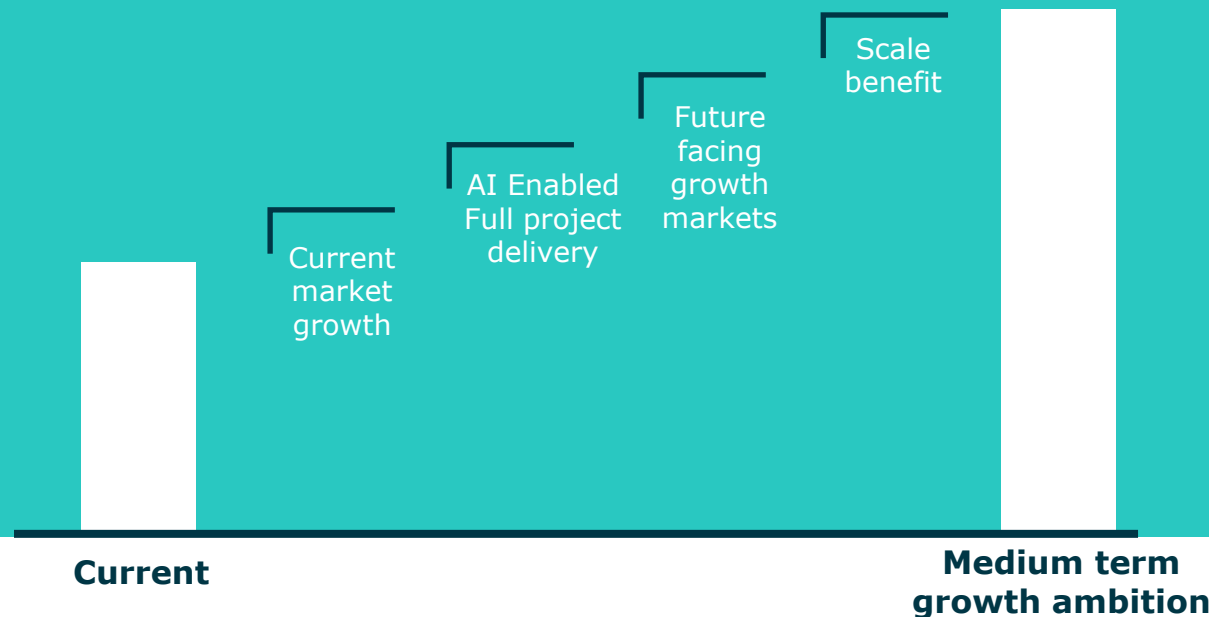 Scale
benefit
Future
facing
growth
markets
AI Enabled
Full project
delivery
Current
market
growth
Current
Medium term
growth ambition